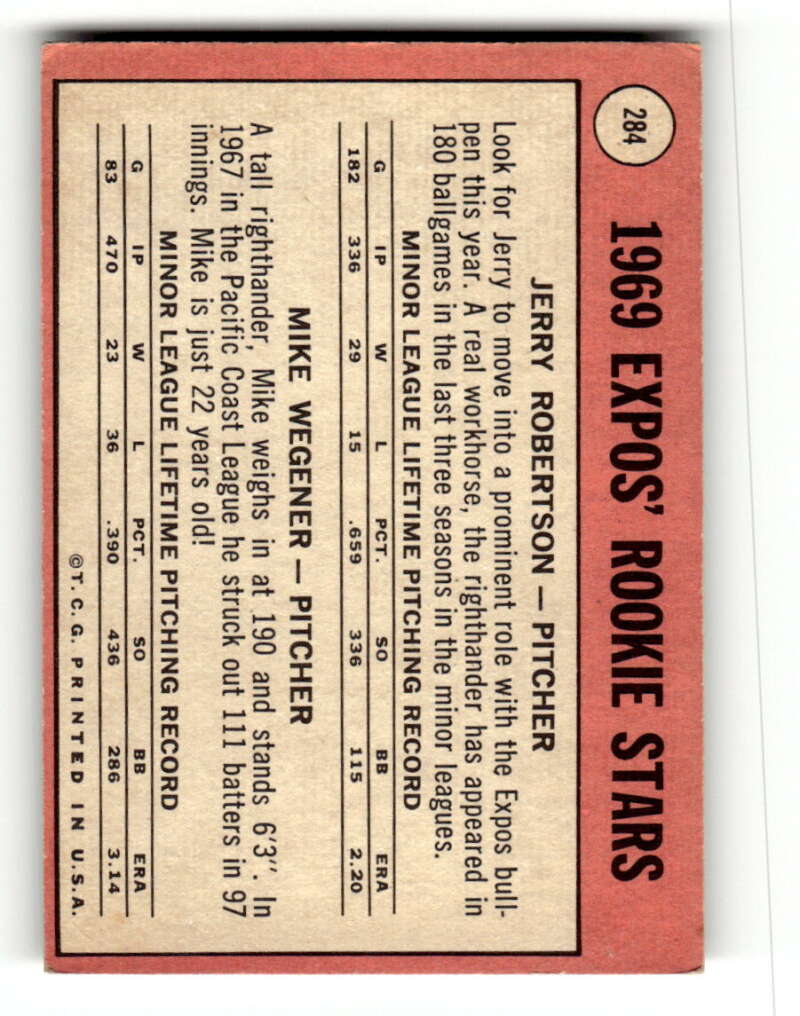 284
1969 EXPOS' ROOKIE STARS
JERRY ROBERTSON — PITCHER
Look for Jerry to move into a prominent role with the Expos bull-
pen this year. A real workhorse, the righthander has appeared in
180 ballgames in the last three seasons in the minor leagues.
MINOR LEAGUE LIFETIME PITCHING RECORD
G IP W L PCT. SO BB ERA
182 336 29 15 .659 336 115 2.20
MIKE WEGENER — PITCHER
A tall righthander, Mike weighs in at 190 and stands 6'3". In
1967 in the Pacific Coast League he struck out 111 batters in 97
innings. Mike is just 22 years old!
MINOR LEAGUE LIFETIME PITCHING RECORD
G IP W L PCT. SO BB ERA
83 470 23 36 .390 436 286 3.14
©T.C.G. PRINTED IN U.S.A.